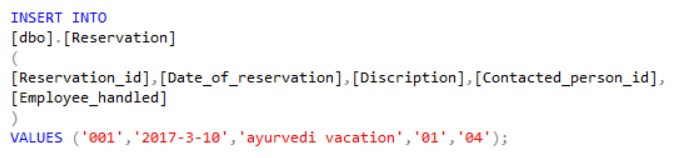 INSERT INTO
[dbo].[Reservation]
(
[Reservation_id],[Date_of_reservation],[Discription],[Contacted_person_id],
[Employee_handled]
)
VALUES ('001','2017-3-10','ayurvedi vacation','01','04');